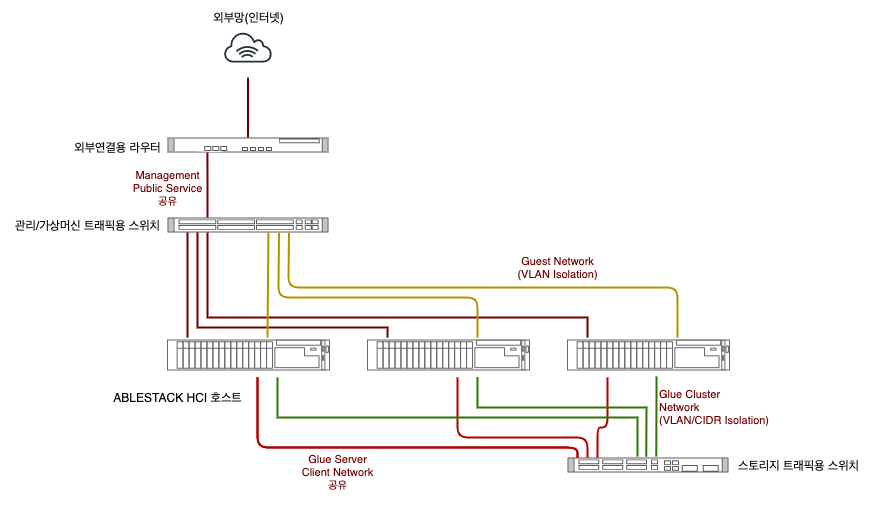 외부망(인터넷)
외부연결용 라우터
Management
Public Service
공유
관리/가상머신 트래픽용 스위치
Guest Network
(VLAN Isolation)
ABLESTACK HCI 호스트
Glue Cluster
Network
(VLAN/CIDR Isolation)
Glue Server
Client Network
공유
스토리지 트래픽용 스위치